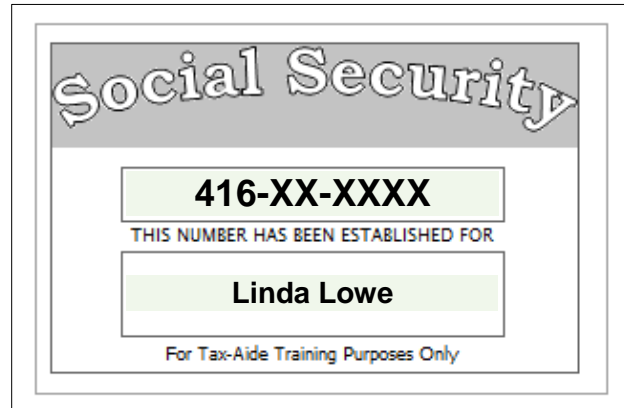 Social Security
416-XX-XXXX
THIS NUMBER HAS BEEN ESTABLISHED FOR
Linda Lowe
For Tax-Aide Training Purposes Only